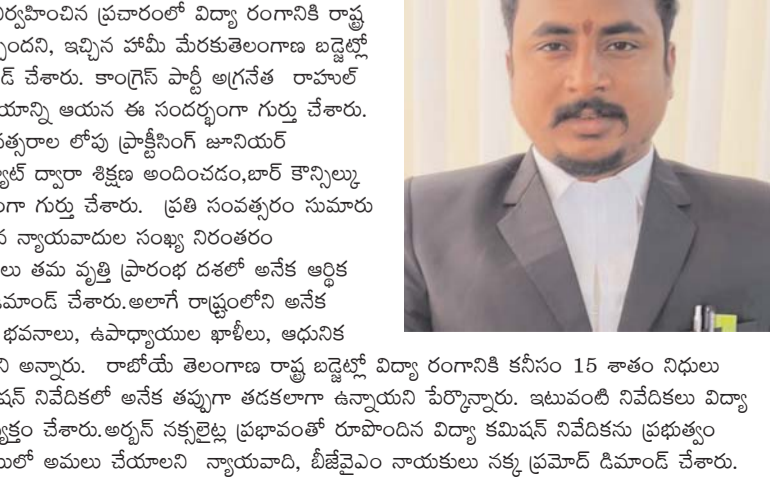 ర్వహించిన ప్రచారంలో విద్యా రంగానికి రాష్ట్ర
ందని, ఇచ్చిన హామీ మేరకుతెలంగాణ బడ్జెట్లో
డ్ చేశారు. కాంగ్రెస్ పార్టీ అగ్రనేత రాహుల్
యాన్ని ఆయన ఈ సందర్భంగా గుర్తు చేశారు.
త్సరాల లోపు ప్రాక్టీసింగ్ జూనియర్
ద్వారా శిక్షణ అందించడం,బార్ కౌన్సిల్కు
గా గుర్తు చేశారు. ప్రతి సంవత్సరం సుమారు
న్యాయవాదుల సంఖ్య నిరంతరం
లు తమ వృత్తి ప్రారంభ దశలో అనేక ఆర్థిక
డిమాండ్ చేశారు.అలాగే రాష్ట్రంలోని అనేక
భవనాలు, ఉపాధ్యాయుల ఖాళీలు, ఆధునిక
ని అన్నారు. రాబోయే తెలంగాణ రాష్ట్ర బడ్జెట్లో విద్యా రంగానికి కనీసం 15 శాతం నిధులు
షన్ నివేదికలో అనేక తప్పుగా తడకలాగా ఉన్నాయని పేర్కొన్నారు. ఇటువంటి నివేదికలు విద్యా
్యక్తం చేశారు.అర్బన్ నక్సలైట్ల ప్రభావంతో రూపొందిన విద్యా కమిషన్ నివేదికను ప్రభుత్వం
లో అమలు చేయాలని న్యాయవాది, బీజేవైఎం నాయకులు నక్క ప్రమోద్ డిమాండ్ చేశారు.